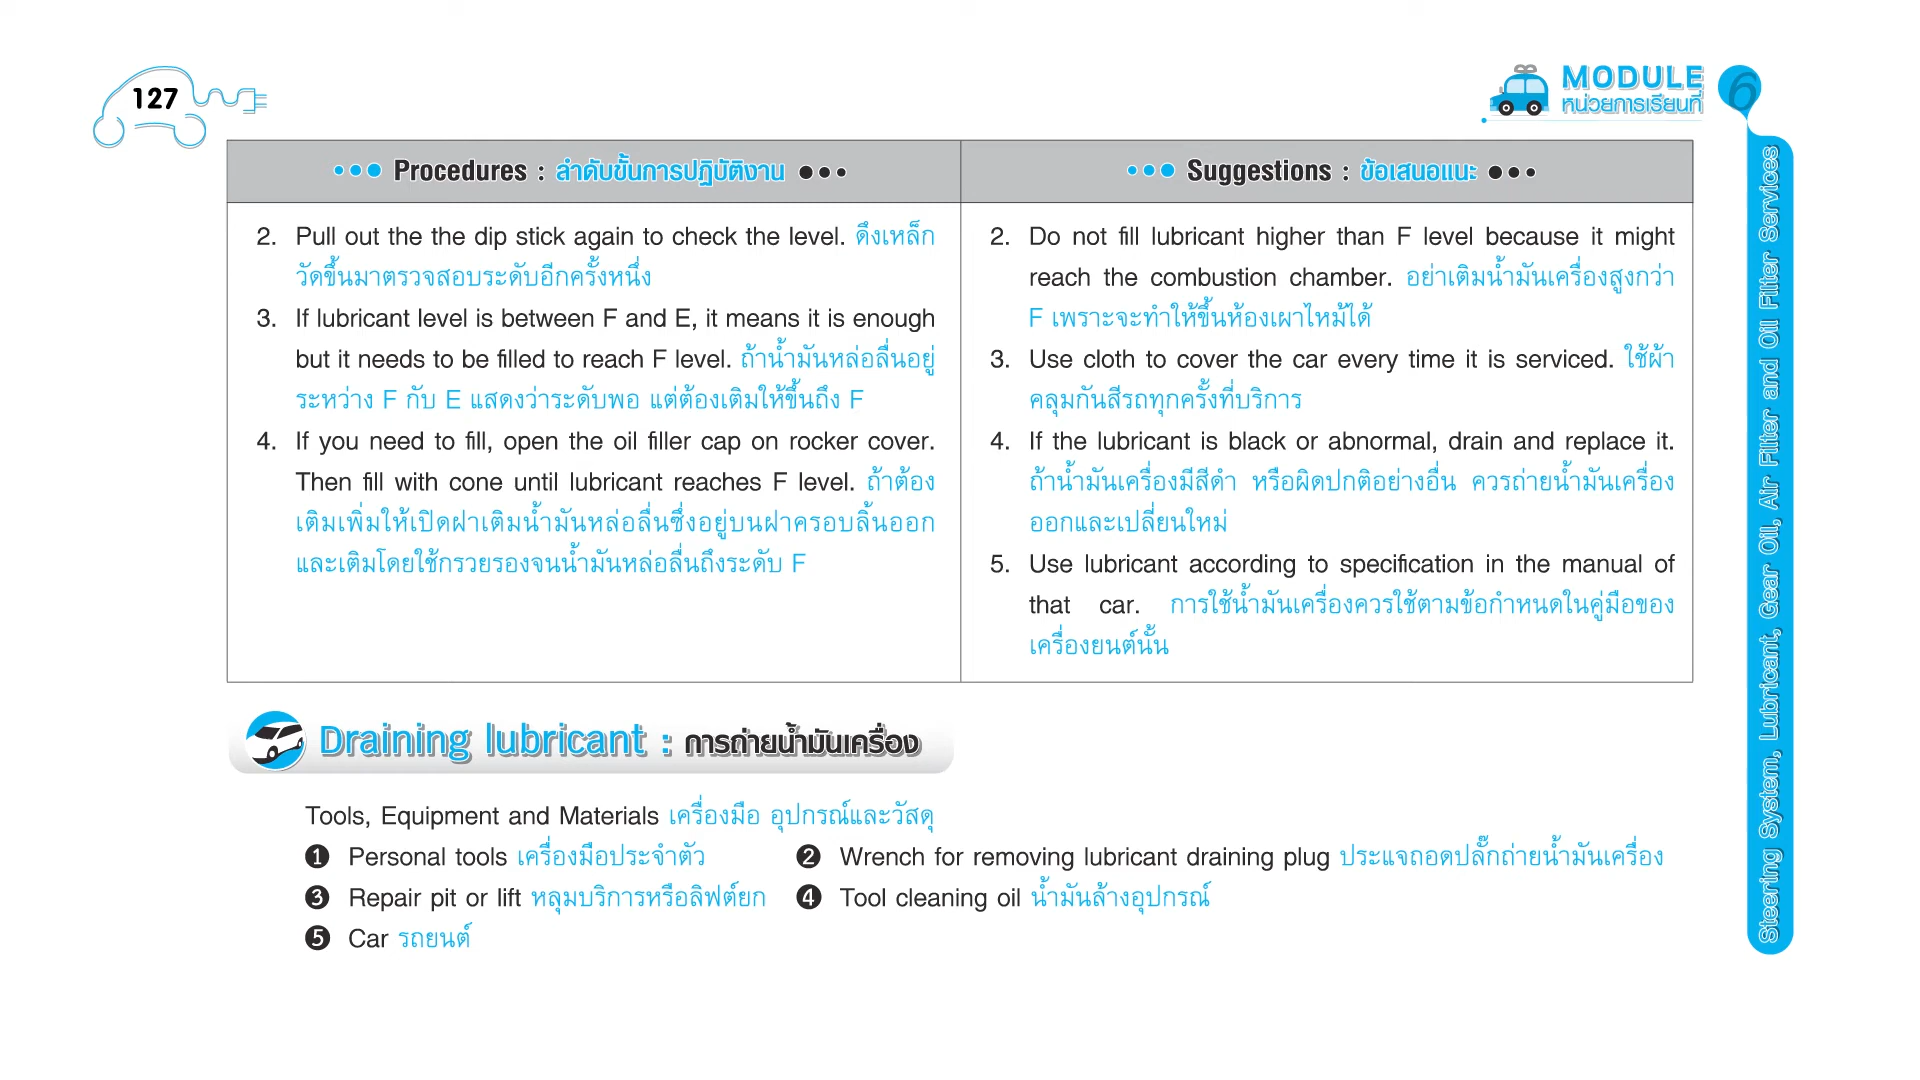 127
MODULE
หน่วยการเรียนที่
6
Procedures : ลำดับขั้นการปฏิบัติงาน
2. Pull out the the dip stick again to check the level. ดึงเหล็ก
วัดขึ้นมาตรวจสอบระดับอีกครั้งหนึ่ง
3. If lubricant level is between F and E, it means it is enough
but it needs to be filled to reach F level. ถ้าน้ำมันหล่อลื่นอยู่
ระหว่าง F กับ E แสดงว่าระดับพอ แต่ต้องเติมให้ขึ้นถึง F
4. If you need to fill, open the oil filler cap on rocker cover.
Then fill with cone until lubricant reaches F level. ถ้าต้อง
เติมเพิ่มให้เปิดฝาเติมน้ำมันหล่อลื่นซึ่งอยู่บนฝาครอบลิ้นออก
และเติมโดยใช้กรวยรองจนน้ำมันหล่อลื่นถึงระดับ F
Suggestions : ข้อเสนอแนะ
2. Do not fill lubricant higher than F level because it might
reach the combustion chamber. อย่าเติมน้ำมันเครื่องสูงกว่า
F เพราะจะทำให้ขึ้นห้องเผาไหม้ได้
3. Use cloth to cover the car every time it is serviced. ใช้ผ้า
คลุมกันสีรถทุกครั้งที่บริการ
4. If the lubricant is black or abnormal, drain and replace it.
ถ้าน้ำมันเครื่องมีสีดำ หรือผิดปกติอย่างอื่น ควรถ่ายน้ำมันเครื่อง
ออกและเปลี่ยนใหม่
5. Use lubricant according to specification in the manual of
that car. การใช้น้ำมันเครื่องควรใช้ตามข้อกำหนดในคู่มือของ
เครื่องยนต์นั้น
Draining lubricant : การถ่ายน้ำมันเครื่อง
Tools, Equipment and Materials เครื่องมือ อุปกรณ์และวัสดุ
❶ Personal tools เครื่องมือประจำตัว ❷ Wrench for removing lubricant draining plug ประแจถอดปลั๊กถ่ายน้ำมันเครื่อง
❸ Repair pit or lift หลุมบริการหรือลิฟต์ยก ❹ Tool cleaning oil น้ำมันล้างอุปกรณ์
❺ Car รถยนต์
Steering System, Lubricant, Gear Oil, Air Filter and Oil Filter Services